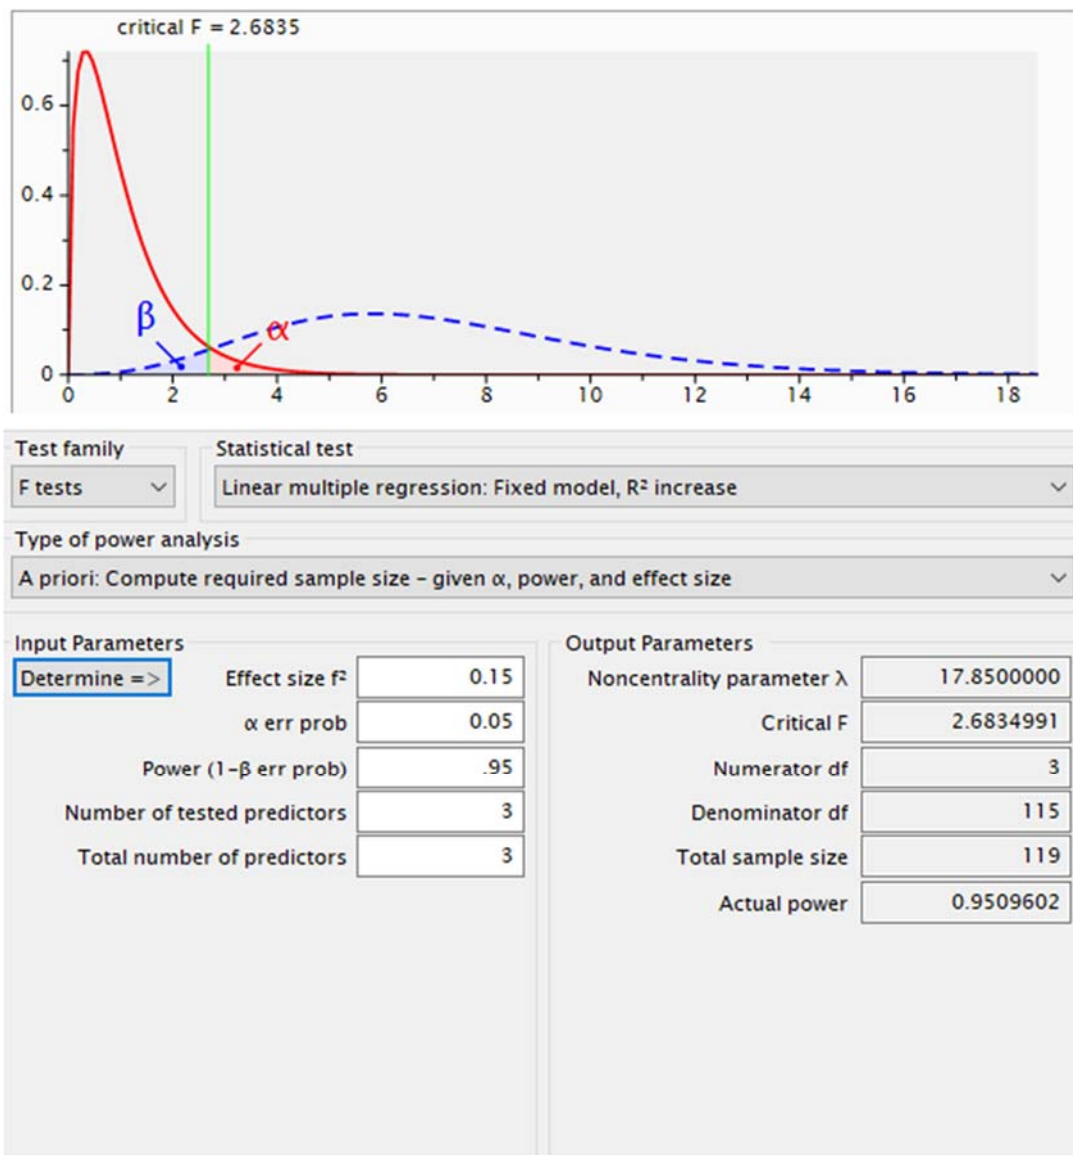 critical F = 2.6835
0.6
0.4
0.2
0
β
α
0 2 4 6 8 10 12 14 16 18
Test family Statistical test
F tests Linear multiple regression: Fixed model, R² increase
Type of power analysis
A priori: Compute required sample size – given α, power, and effect size
Input Parameters Output Parameters
Determine => Effect size f² 0.15 Noncentrality parameter λ 17.8500000
α err prob 0.05 Critical F 2.6834991
Power (1-β err prob) .95 Numerator df 3
Number of tested predictors 3 Denominator df 115
Total number of predictors 3 Total sample size 119
Actual power 0.9509602